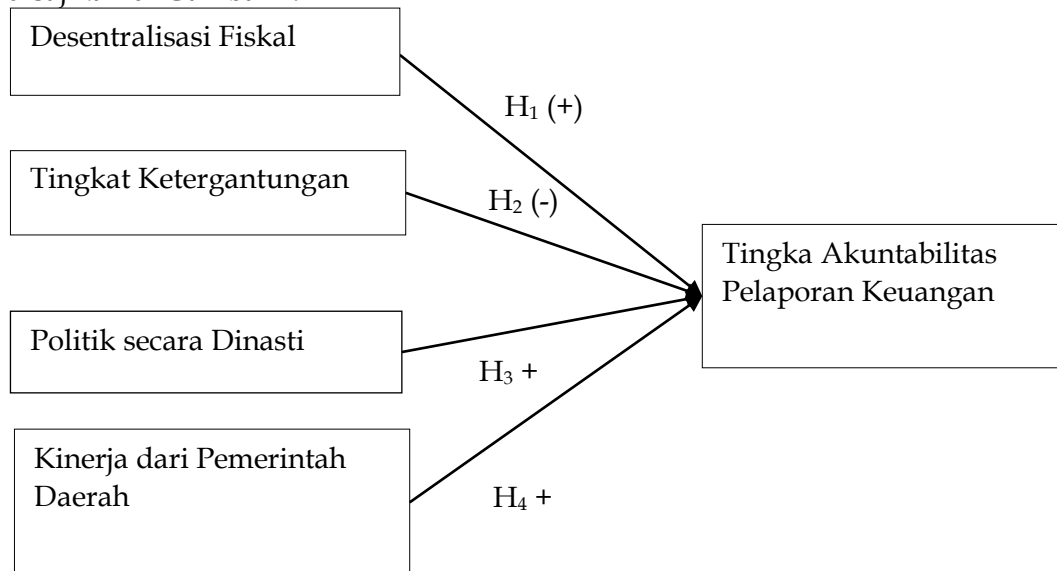 Desentralisasi Fiskal
H₁ (+)
Tingkat Ketergantungan
H₂ (-)
Tingka Akuntabilitas
Pelaporan Keuangan
Politik secara Dinasti
H₃ +
Kinerja dari Pemerintah
Daerah
H₄ +